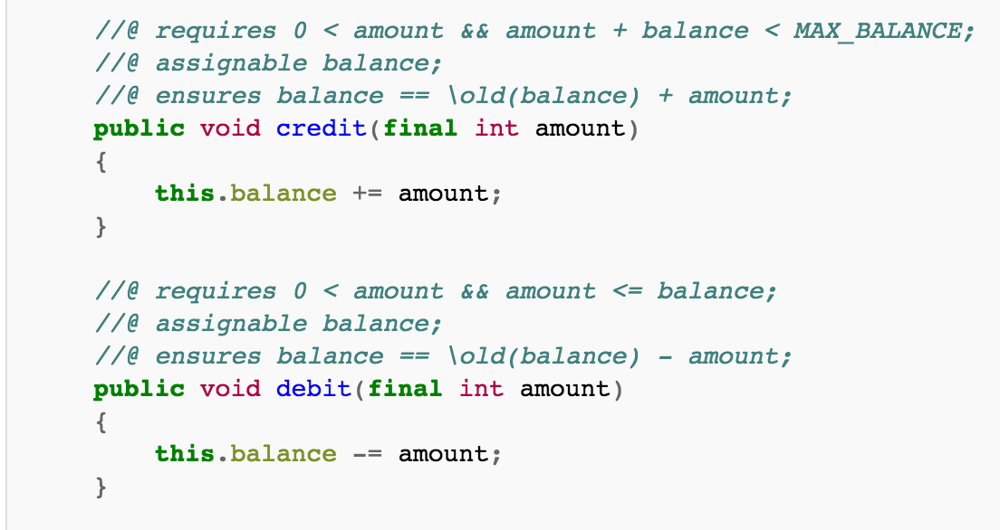 //@ requires 0 < amount && amount + balance < MAX_BALANCE;
//@ assignable balance;
//@ ensures balance == \old(balance) + amount;
public void credit(final int amount)
{
    this.balance += amount;
}

//@ requires 0 < amount && amount <= balance;
//@ assignable balance;
//@ ensures balance == \old(balance) - amount;
public void debit(final int amount)
{
    this.balance -= amount;
}